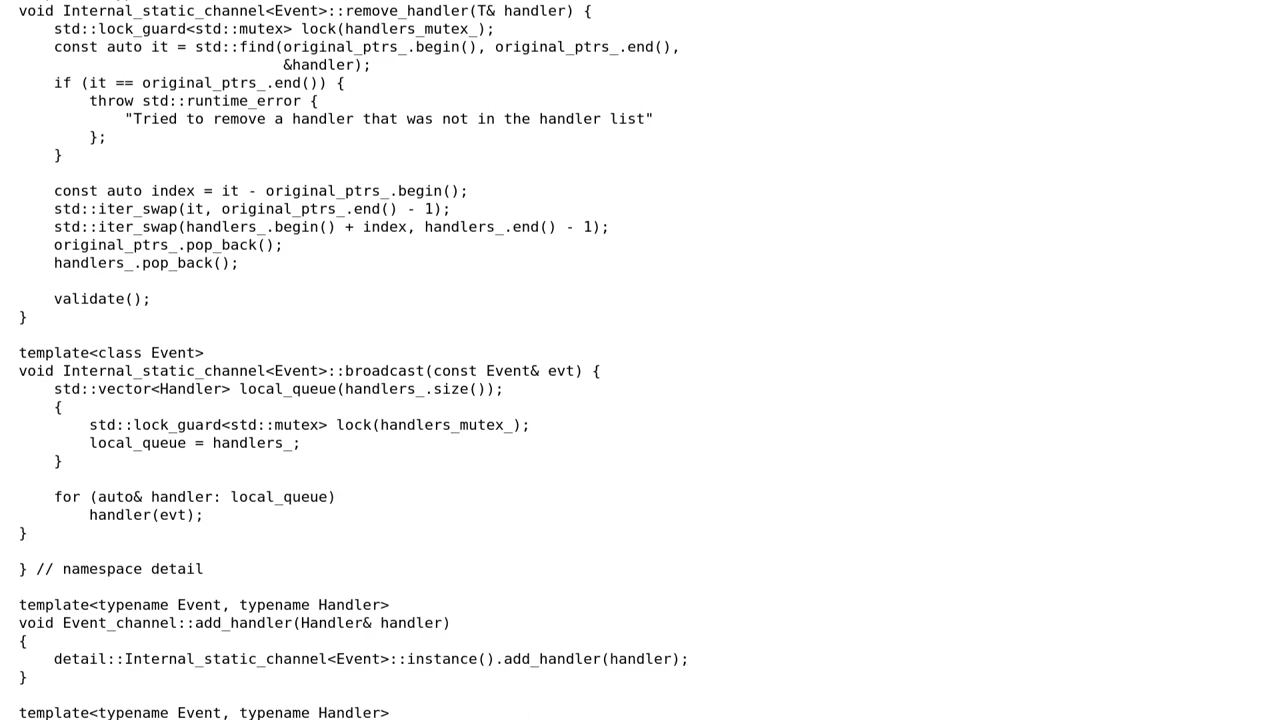 void Internal_static_channel<Event>::remove_handler(T& handler) {
    std::lock_guard<std::mutex> lock(handlers_mutex_);
    const auto it = std::find(original_ptrs_.begin(), original_ptrs_.end(),
                              &handler);
    if (it == original_ptrs_.end()) {
        throw std::runtime_error {
            "Tried to remove a handler that was not in the handler list"
        };
    }

    const auto index = it - original_ptrs_.begin();
    std::iter_swap(it, original_ptrs_.end() - 1);
    std::iter_swap(handlers_.begin() + index, handlers_.end() - 1);
    original_ptrs_.pop_back();
    handlers_.pop_back();

    validate();
}

template<class Event>
void Internal_static_channel<Event>::broadcast(const Event& evt) {
    std::vector<Handler> local_queue(handlers_.size());
    {
        std::lock_guard<std::mutex> lock(handlers_mutex_);
        local_queue = handlers_;
    }

    for (auto& handler: local_queue)
        handler(evt);
}

} // namespace detail

template<typename Event, typename Handler>
void Event_channel::add_handler(Handler& handler)
{
    detail::Internal_static_channel<Event>::instance().add_handler(handler);
}

template<typename Event, typename Handler>